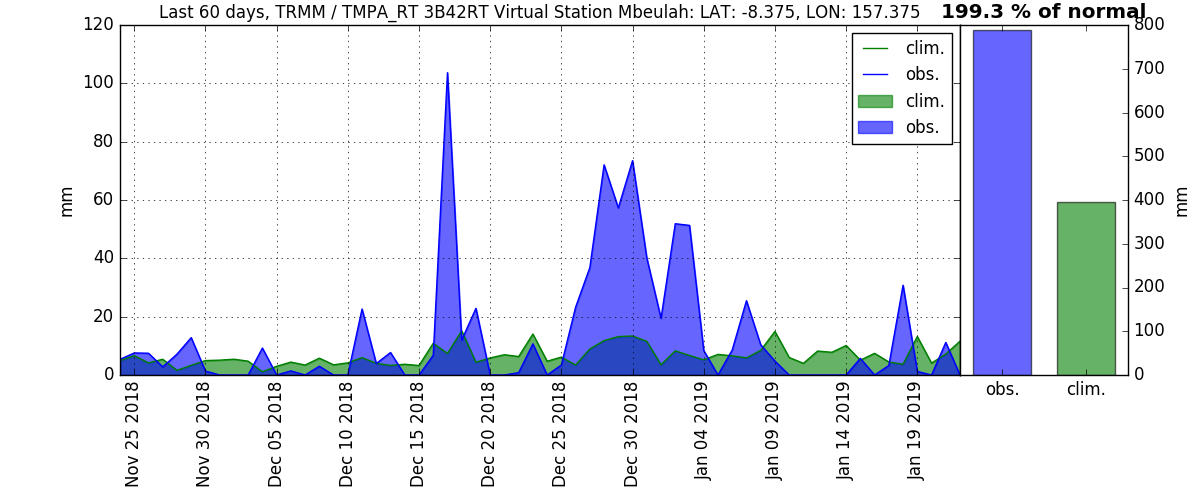 Last 60 days, TRMM / TMPA_RT 3B42RT Virtual Station Mbeulah: LAT: -8.375, LON: 157.375
199.3 % of normal
120
100
80
60
40
20
0
mm
clim.
obs.
clim.
obs.
Nov 25 2018
Nov 30 2018
Dec 05 2018
Dec 10 2018
Dec 15 2018
Dec 20 2018
Dec 25 2018
Dec 30 2018
Jan 04 2019
Jan 09 2019
Jan 14 2019
Jan 19 2019
obs.
clim.
800
700
600
500
400
300
200
100
0
mm